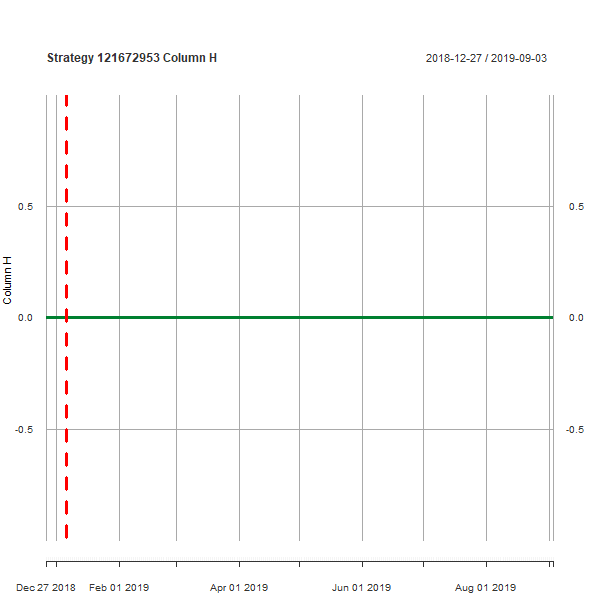 Strategy 121672953 Column H
2018-12-27 / 2019-09-03
0.5
0.5
Column H
0.0
0.0
-0.5
-0.5
Dec 27 2018
Feb 01 2019
Apr 01 2019
Jun 01 2019
Aug 01 2019